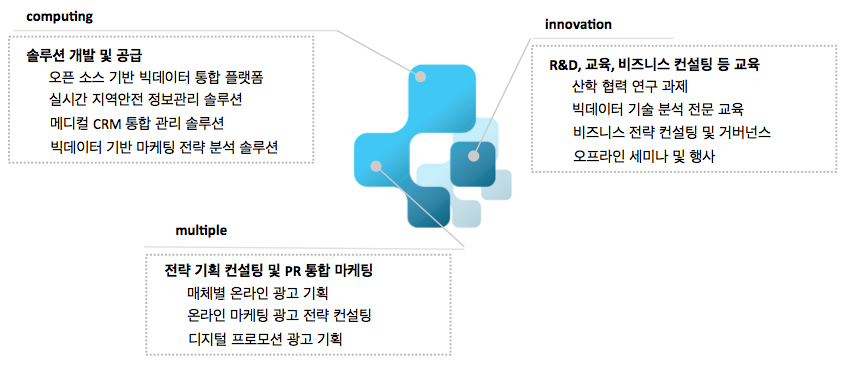 computing
솔루션 개발 및 공급
오픈 소스 기반 빅데이터 통합 플랫폼
실시간 지역안전 정보관리 솔루션
메디컬 CRM 통합 관리 솔루션
빅데이터 기반 마케팅 전략 분석 솔루션
innovation
R&D, 교육, 비즈니스 컨설팅 등 교육
산학 협력 연구 과제
빅데이터 기술 분석 전문 교육
비즈니스 전략 컨설팅 및 거버넌스
오프라인 세미나 및 행사
multiple
전략 기획 컨설팅 및 PR 통합 마케팅
매체별 온라인 광고 기획
온라인 마케팅 광고 전략 컨설팅
디지털 프로모션 광고 기획